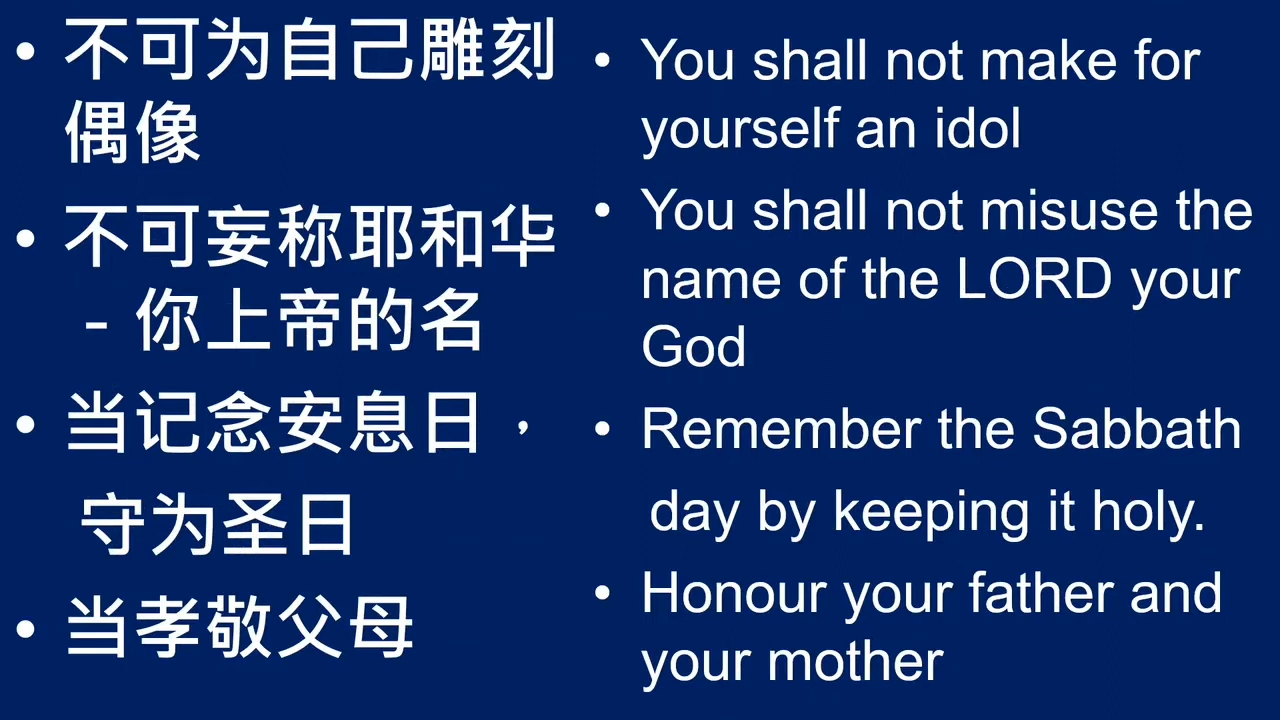 • 不可为自己雕刻
偶像
• 不可妄称耶和华
- 你上帝的名
• 当记念安息日，
守为圣日
• 当孝敬父母
• You shall not make for
yourself an idol
• You shall not misuse the
name of the LORD your
God
• Remember the Sabbath
day by keeping it holy.
• Honour your father and
your mother